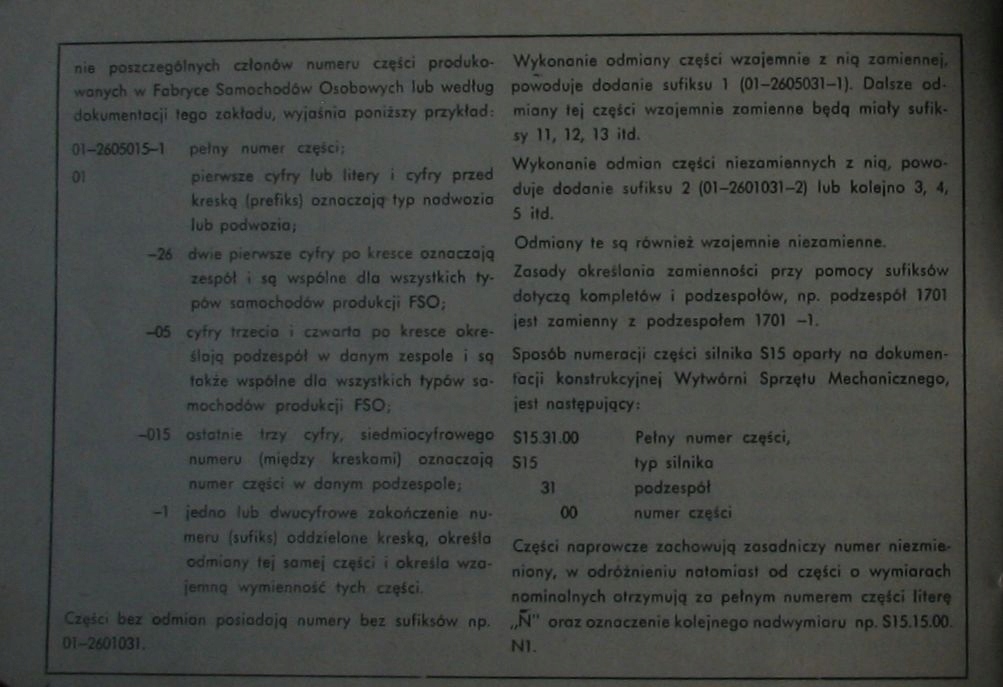 nie poszczególnych członów numeru części produko-
wanych w Fabryce Samochodów Osobowych lub według
dokumentacji tego zakładu, wyjaśnia poniższy przykład:
01–2605015–1 pełny numer części;
01 pierwsze cyfry lub litery i cyfry przed
kreską (prefiks) oznaczają typ nadwozia
lub podwozia;
–26 dwie pierwsze cyfry po kresce oznaczają
zespół i są wspólne dla wszystkich ty-
pów samochodów produkcji FSO;
–05 cyfry trzecia i czwarta po kresce okre-
ślają podzespół w danym zespole i są
także wspólne dla wszystkich typów sa-
mochodów produkcji FSO;
–015 ostatnie trzy cyfry, siedmiocyfrowego
numeru (między kreskami) oznaczają
numer części w danym podzespole;
–1 jedno lub dwucyfrowe zakończenie nu-
meru (sufiks) oddzielone kreską, określa
odmiany tej samej części i określa wza-
jemną wymienność tych części.
Części bez odmian posiadają numery bez sufiksów np.
01–2601031.
Wykonanie odmiany części wzajemnie z nią zamiennej,
powoduje dodanie sufiksu 1 (01–2605031–1). Dalsze od-
miany tej części wzajemnie zamienne będą miały sufik-
sy 11, 12, 13 itd.
Wykonanie odmian części niezamiennych z nią, powo-
duje dodanie sufiksu 2 (01–2601031–2) lub kolejno 3, 4,
5 itd.
Odmiany te są również wzajemnie niezamienne.
Zasady określania zamienności przy pomocy sufiksów
dotyczą kompletów i podzespołów, np. podzespół 1701
jest zamienny z podzespołem 1701 –1.
Sposób numeracji części silnika S15 oparty na dokumen-
tacji konstrukcyjnej Wytwórni Sprzętu Mechanicznego,
jest następujący:
S15.31.00 Pełny numer części,
S15 typ silnika
31 podzespół
00 numer części
Części naprawcze zachowują zasadniczy numer niezmie-
niony, w odróżnieniu natomiast od części o wymiarach
nominalnych otrzymują za pełnym numerem części literę
„N" oraz oznaczenie kolejnego nadwymiaru np. S15.15.00.
N1.